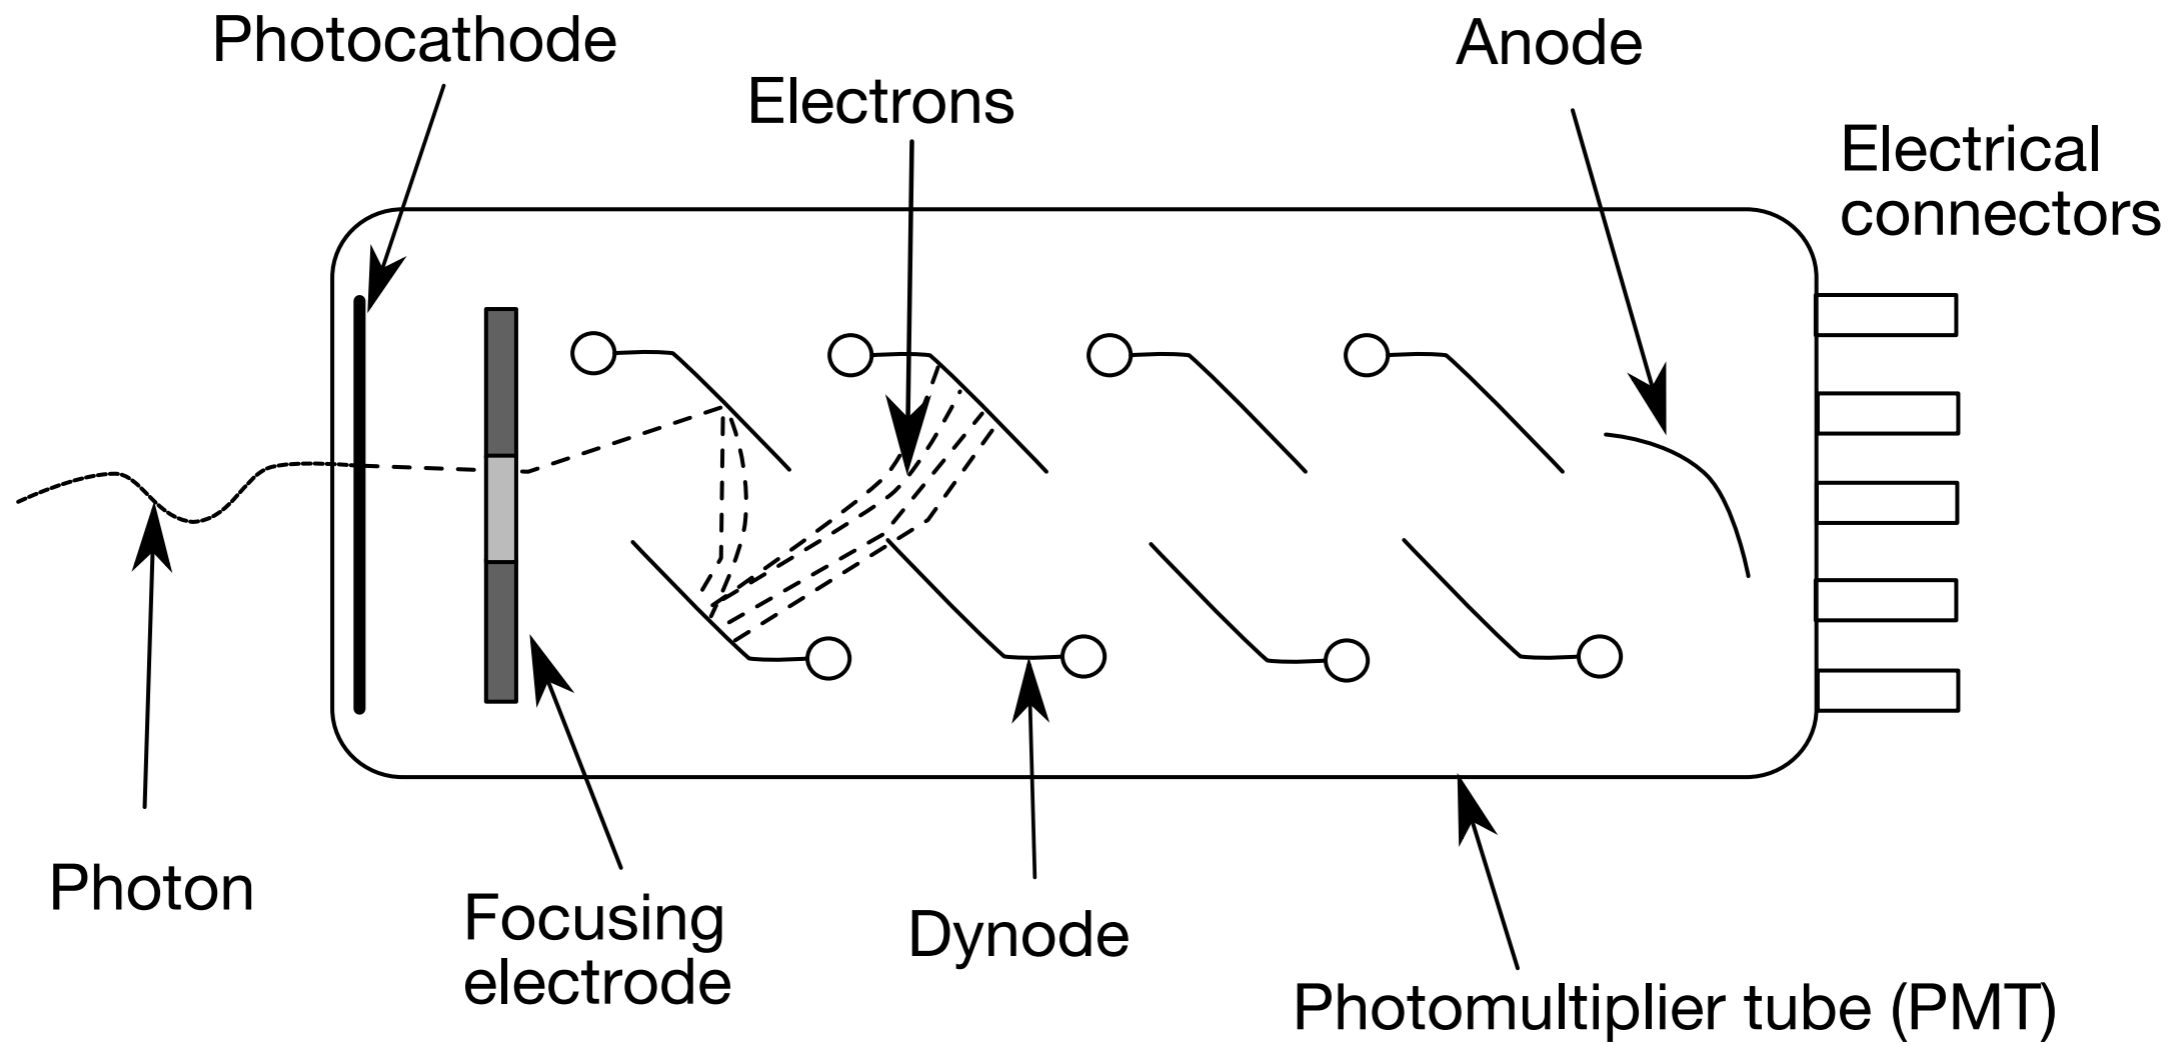 Photocathode
Electrons
Anode
Electrical
connectors
Photon
Focusing
electrode
Dynode
Photomultiplier tube (PMT)